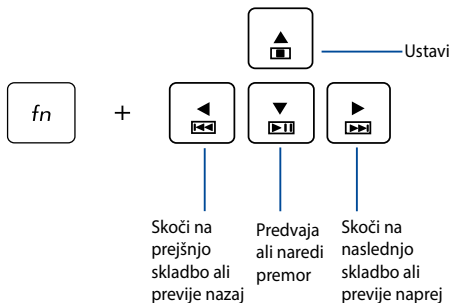 Ustavi
fn +
Skoči na
prejšnjo
skladbo ali
previje nazaj
Predvaja
ali naredi
premor
Skoči na
naslednjo
skladbo ali
previje naprej